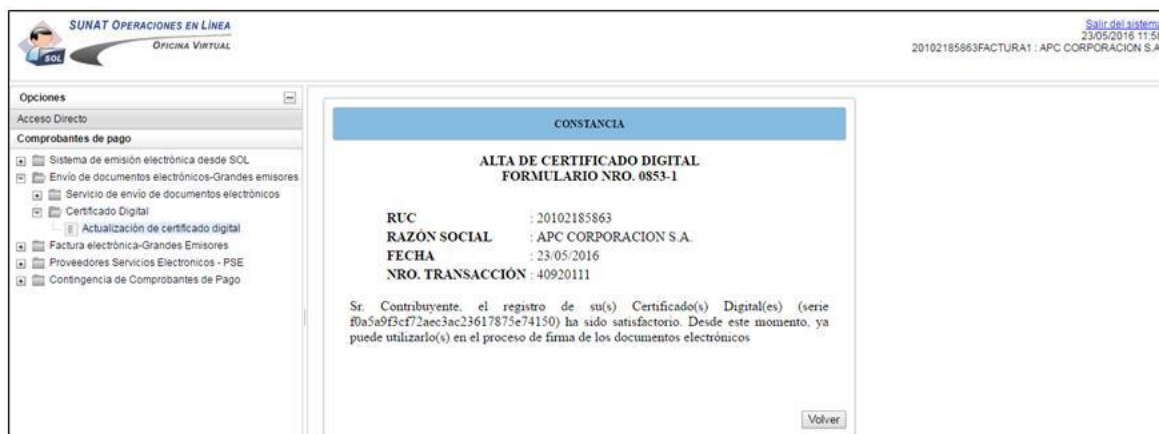 SUNAT OPERACIONES EN LÍNEA
OFICINA VIRTUAL
SOL
Salir del sistema
23/05/2016 11:58
20102185863FACTURA1 : APC CORPORACION S.A
Opciones
Acceso Directo
Comprobantes de pago
Sistema de emisión electrónica desde SOL
Envío de documentos electrónicos-Grandes emisores
Servicio de envío de documentos electrónicos
Certificado Digital
Actualización de certificado digital
Factura electrónica-Grandes Emisores
Proveedores Servicios Electronicos - PSE
Contingencia de Comprobantes de Pago
CONSTANCIA
ALTA DE CERTIFICADO DIGITAL
FORMULARIO NRO. 0853-1
RUC : 20102185863
RAZÓN SOCIAL : APC CORPORACION S.A.
FECHA : 23/05/2016
NRO. TRANSACCIÓN : 40920111
Sr. Contribuyente, el registro de su(s) Certificado(s) Digital(es) (serie
f0a5a9f3cf72aec3ac23617875e74150) ha sido satisfactorio. Desde este momento, ya
puede utilizarlo(s) en el proceso de firma de los documentos electrónicos
Volver